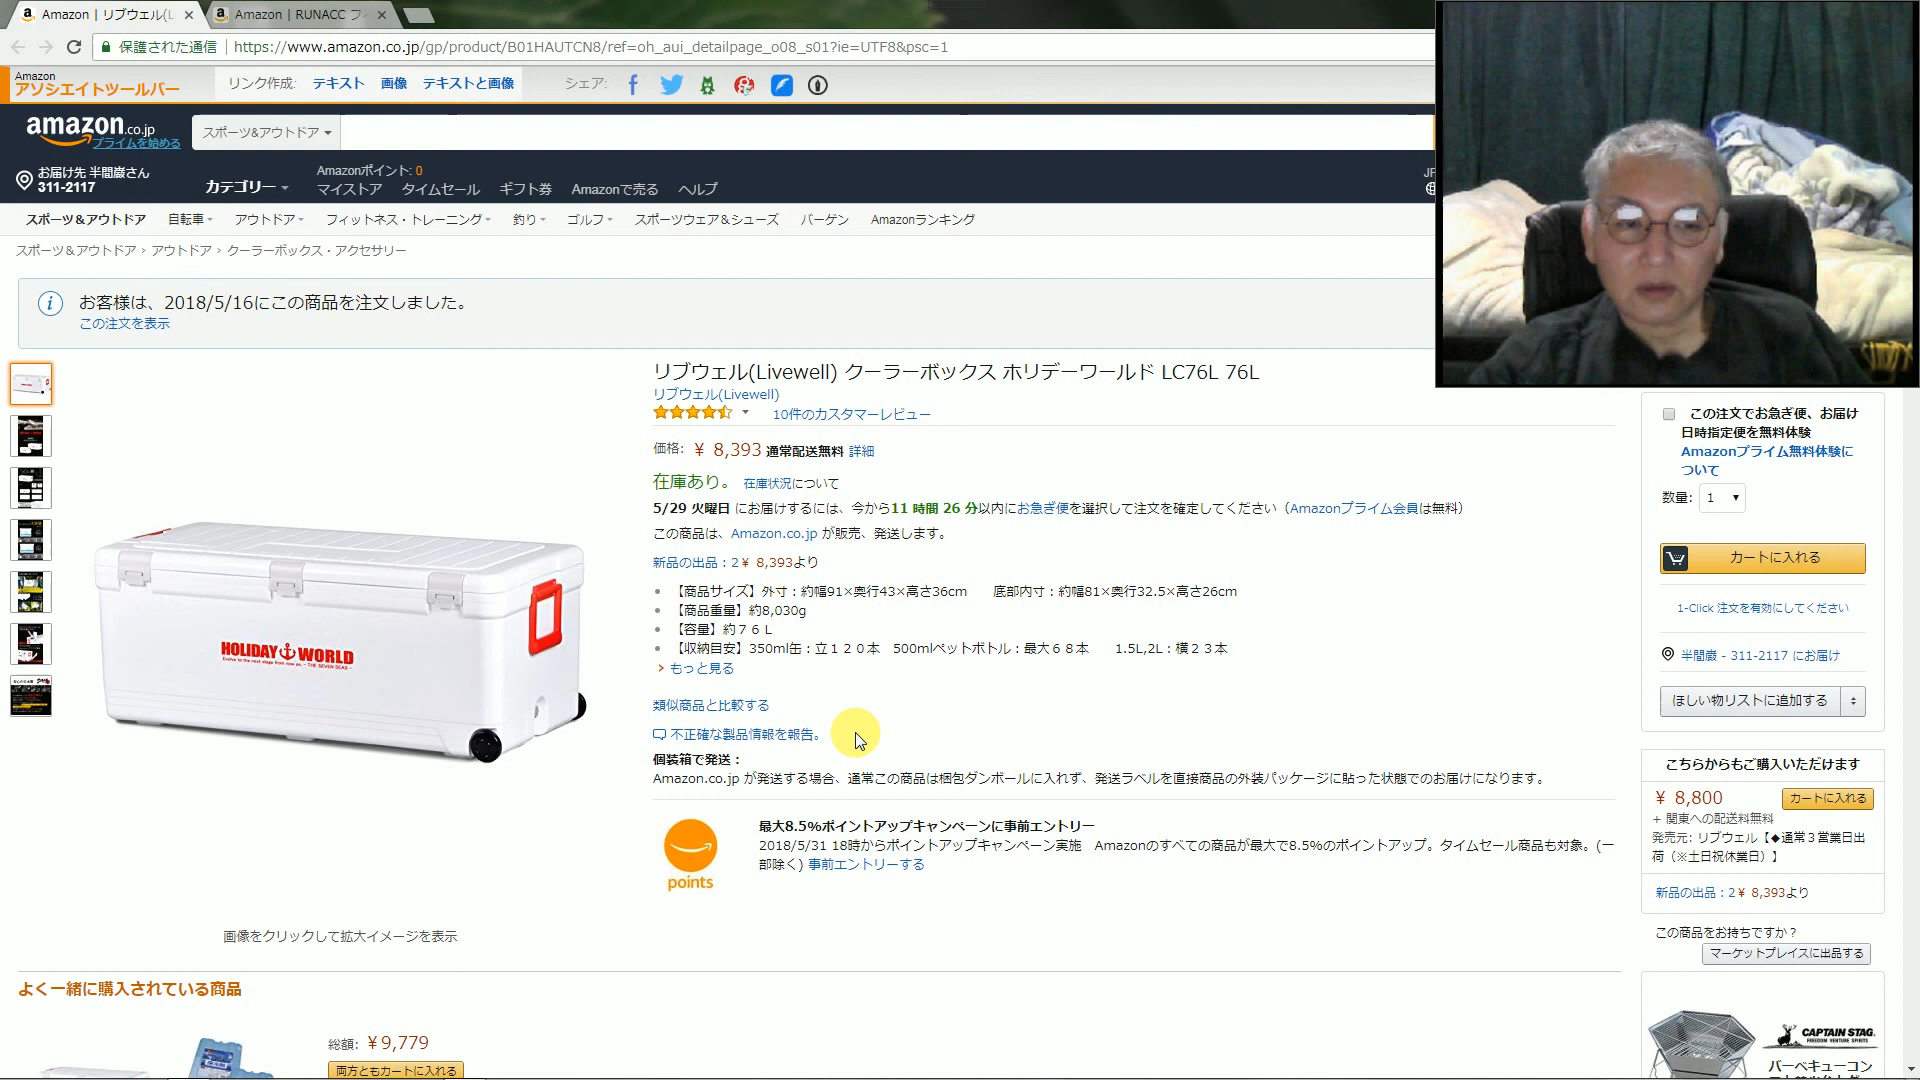 Amazon | リブウェル(L
Amazon | RUNACC フ
保護された通信 | https://www.amazon.co.jp/gp/product/B01HAUTCN8/ref=oh_aui_detailpage_o08_s01?ie=UTF8&psc=1
Amazon
アソシエイトツールバー
リンク作成: テキスト 画像 テキストと画像 シェア:
amazon.co.jp
プライムを始める
スポーツ&アウトドア
お届け先 半間巌さん
311-2117
カテゴリー
Amazonポイント: 0
マイストア タイムセール ギフト券 Amazonで売る ヘルプ
スポーツ&アウトドア 自転車 アウトドア フィットネス・トレーニング 釣り ゴルフ スポーツウェア&シューズ バーゲン Amazonランキング
スポーツ&アウトドア › アウトドア › クーラーボックス・アクセサリー
お客様は、2018/5/16にこの商品を注文しました。
この注文を表示
リブウェル(Livewell) クーラーボックス ホリデーワールド LC76L 76L
リブウェル(Livewell)
10件のカスタマーレビュー
価格: ¥ 8,393 通常配送無料 詳細
在庫あり。 在庫状況について
5/29 火曜日 にお届けするには、今から11 時間 26 分以内にお急ぎ便を選択して注文を確定してください（Amazonプライム会員は無料）
この商品は、Amazon.co.jp が販売、発送します。
新品の出品：2¥ 8,393より
【商品サイズ】外寸：約幅91×奥行43×高さ36cm 底部内寸：約幅81×奥行32.5×高さ26cm
【商品重量】約8,030g
【容量】約７６Ｌ
【収納目安】350ml缶：立１２０本 500mlペットボトル：最大６８本 1.5L,2L：横２３本
› もっと見る
類似商品と比較する
不正確な製品情報を報告。
個装箱で発送：
Amazon.co.jp が発送する場合、通常この商品は梱包ダンボールに入れず、発送ラベルを直接商品の外装パッケージに貼った状態でのお届けになります。
HOLIDAY WORLD
points
最大8.5%ポイントアップキャンペーンに事前エントリー
2018/5/31 18時からポイントアップキャンペーン実施 Amazonのすべての商品が最大で8.5%のポイントアップ。タイムセール商品も対象。(一
部除く) 事前エントリーする
画像をクリックして拡大イメージを表示
よく一緒に購入されている商品
総額: ¥9,779
両方ともカートに入れる
この注文でお急ぎ便、お届け
日時指定便を無料体験
Amazonプライム無料体験に
ついて
数量: 1
カートに入れる
1-Click 注文を有効にしてください
半間巌 - 311-2117 にお届け
ほしい物リストに追加する
こちらからもご購入いただけます
¥ 8,800 カートに入れる
+ 関東への配送料無料
発売元: リブウェル【◆通常３営業日出
荷（※土日祝休業日）】
新品の出品：2¥ 8,393より
この商品をお持ちですか？
マーケットプレイスに出品する
CAPTAIN STAG.
バーベキューコン